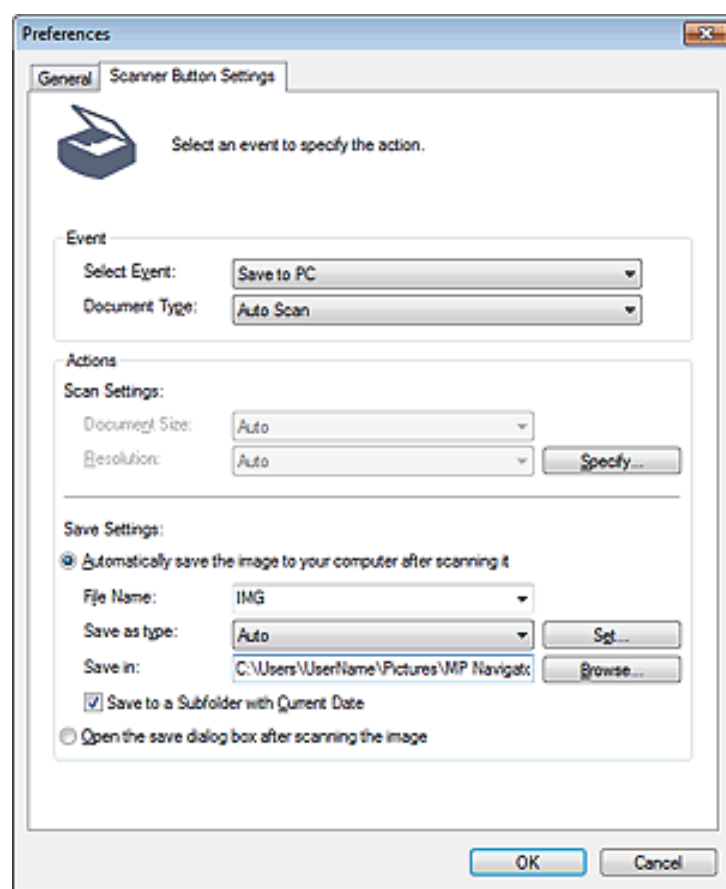 Preferences
General Scanner Button Settings
Select an event to specify the action.
Event
Select Event: Save to PC
Document Type: Auto Scan
Actions
Scan Settings:
Document Size: Auto
Resolution: Auto Specify...
Save Settings:
Automatically save the image to your computer after scanning it
File Name: IMG
Save as type: Auto Set...
Save in: C:\Users\UserName\Pictures\MP Navigato Browse...
Save to a Subfolder with Current Date
Open the save dialog box after scanning the image
OK Cancel